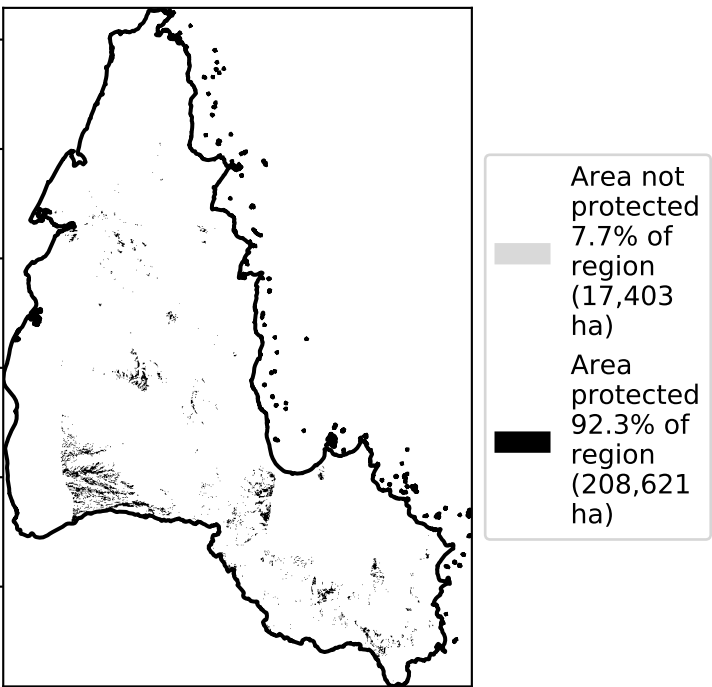 Area not
protected
7.7% of
region
(17,403
ha)
Area
protected
92.3% of
region
(208,621
ha)